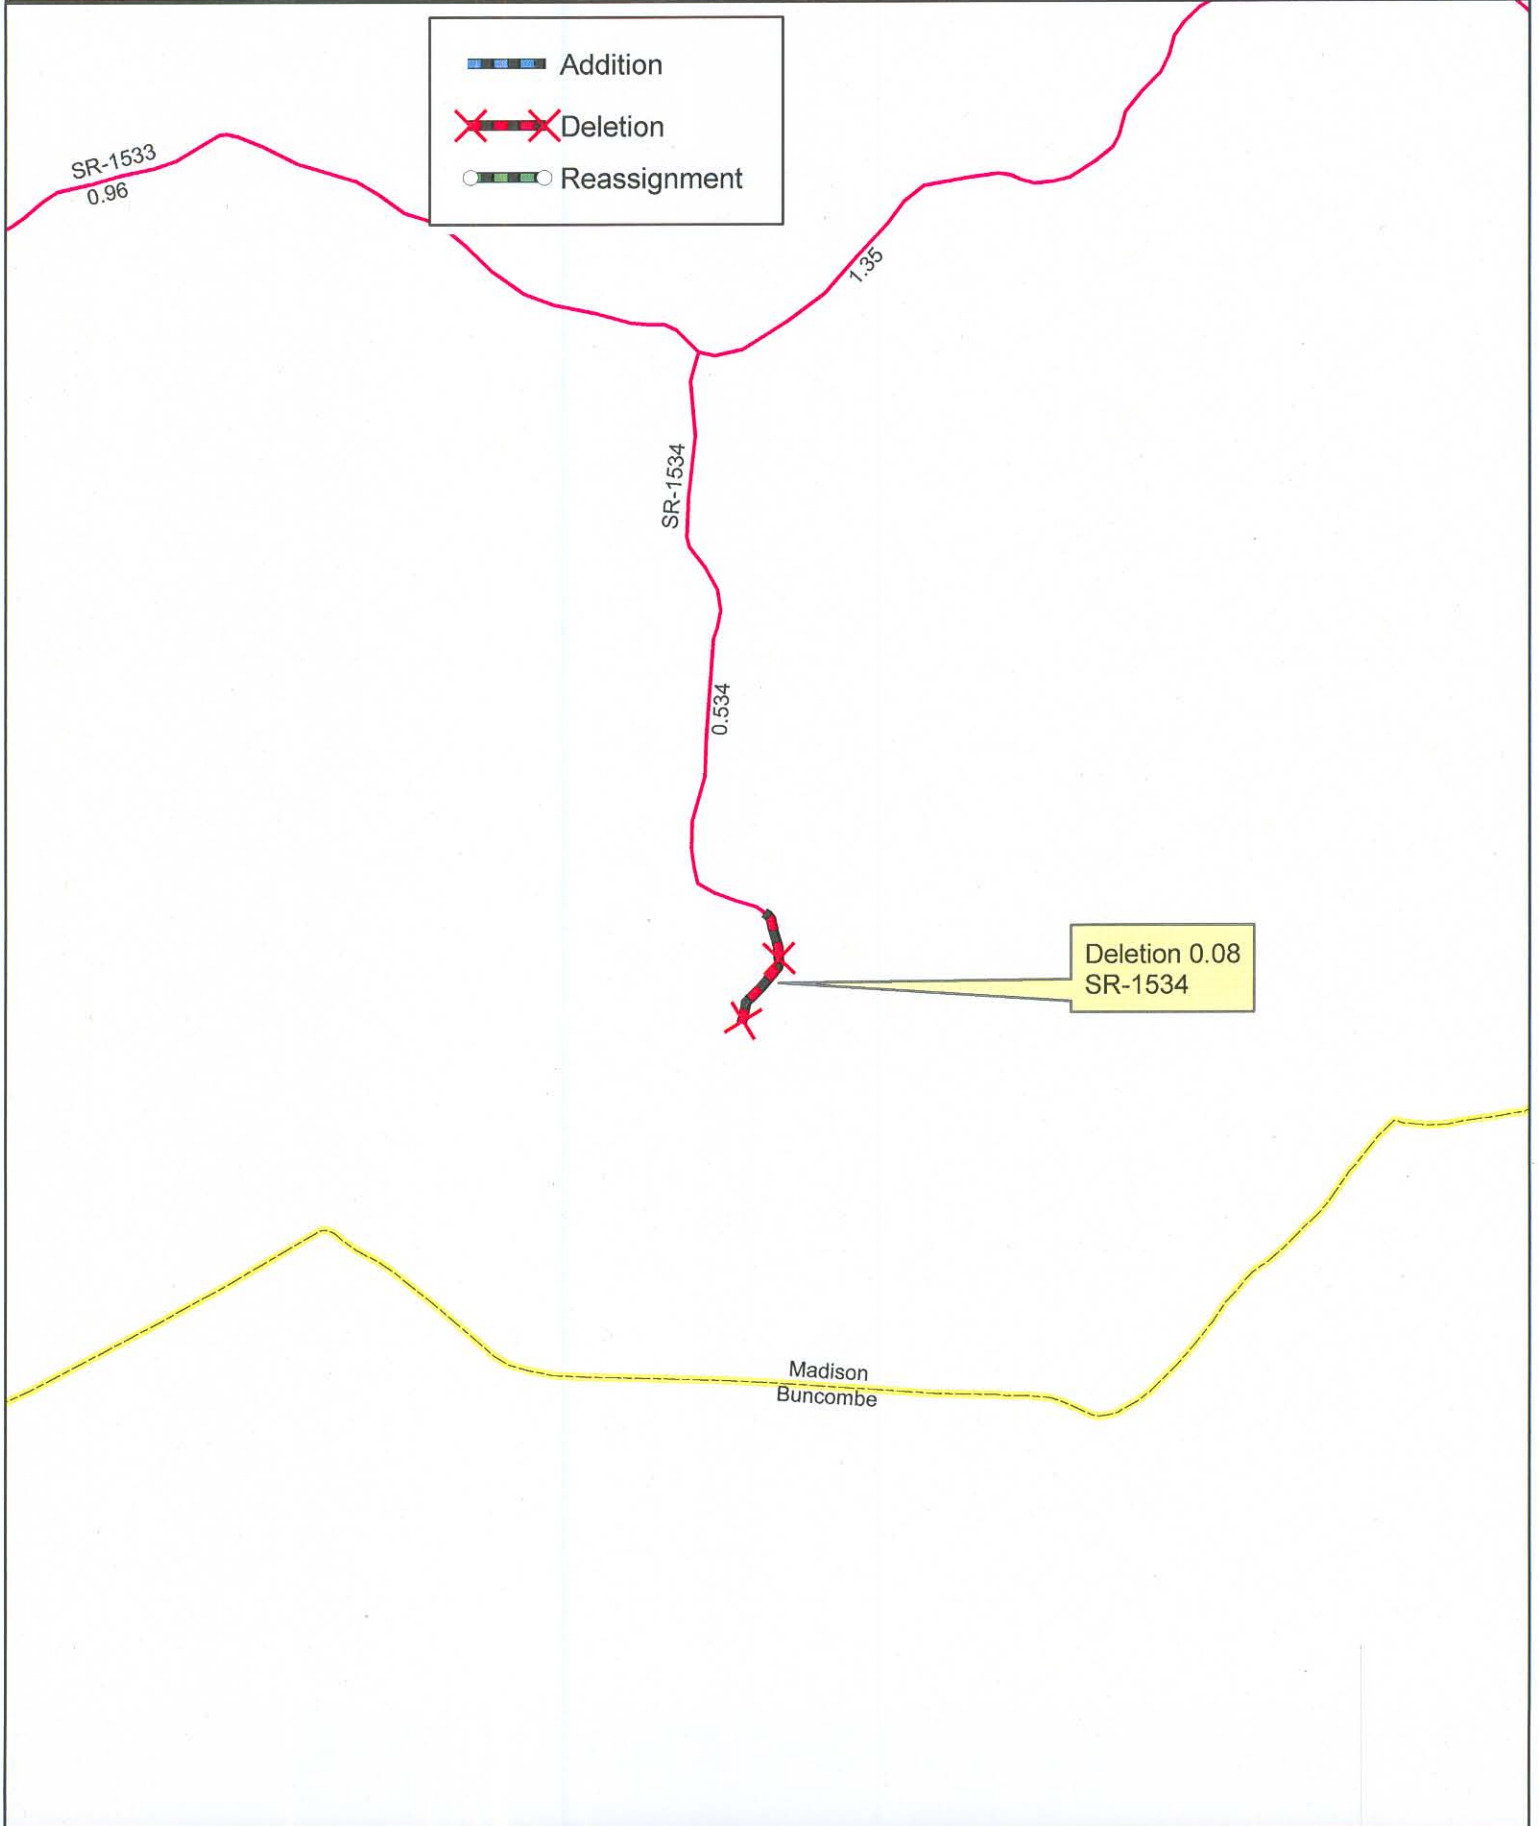 Addition
Deletion
Reassignment
SR-1533
0.96
1.35
SR-1534
0.534
Deletion 0.08
SR-1534
Madison
Buncombe